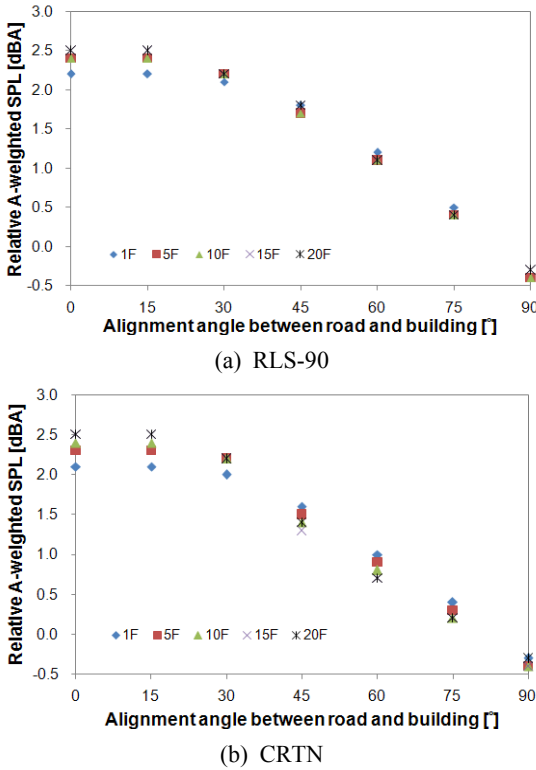 Relative A-weighted SPL [dBA]
3.0
2.5
2.0
1.5
1.0
0.5
0.0
-0.5
1F 5F 10F 15F 20F
0 15 30 45 60 75 90
Alignment angle between road and building [°]
(a) RLS-90
Relative A-weighted SPL [dBA]
3.0
2.5
2.0
1.5
1.0
0.5
0.0
-0.5
1F 5F 10F 15F 20F
0 15 30 45 60 75 90
Alignment angle between road and building [°]
(b) CRTN